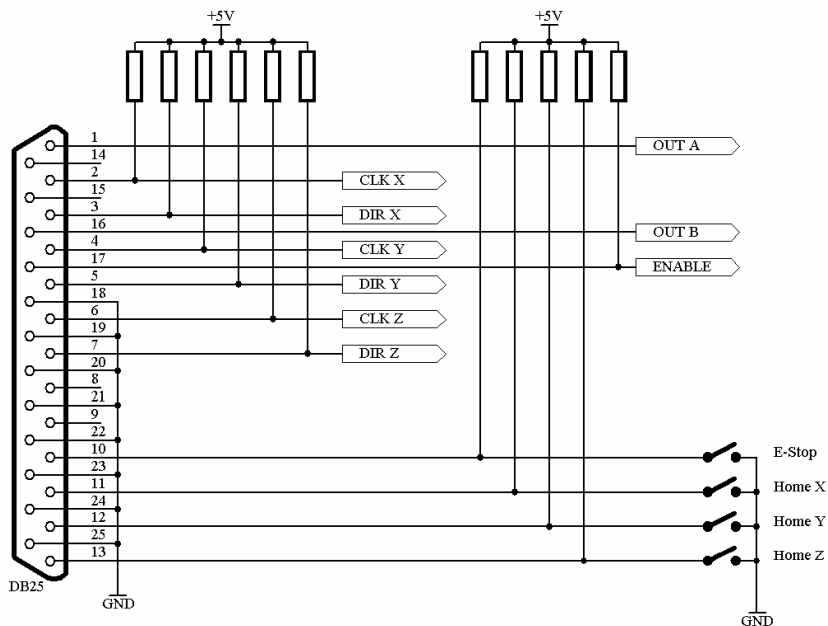 +5V +5V
1 OUT A
14
2 CLK X
15
3 DIR X
16 OUT B
4 CLK Y
17 ENABLE
5 DIR Y
18
6 CLK Z
19
7 DIR Z
20
8
21
9
22
10 E-Stop
23
11 Home X
24
12 Home Y
25
13 Home Z
DB25
GND
GND